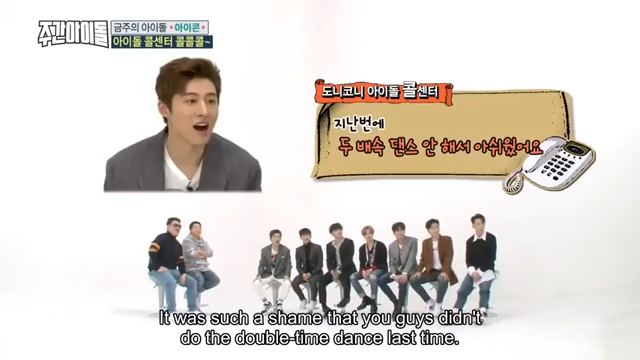 주간아이돌
금주의 아이돌 *아이콘*
아이돌 콜센터 콜콜콜~
도니코니 아이돌 콜센터
지난번에
두 배속 댄스 안 해서 아쉬웠어요
It was such a shame that you guys didn't
do the double-time dance last time.